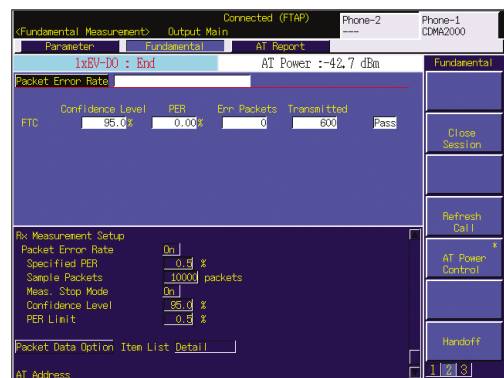 Connected (FTAP)
<Fundamental Measurement> Output Main
Phone-2
---
Phone-1
CDMA2000
Parameter Fundamental AT Report
1xEV-DO : End AT Power :-42.7 dBm
Fundamental
Packet Error Rate
Confidence Level PER Err Packets Transmitted
FTC 95.0% 0.00% 0 600 Pass
Close
Session
Refresh
Call
*
AT Power
Control
Handoff
1 2 3
Rx Measurement Setup
Packet Error Rate On
Specified PER 0.5 %
Sample Packets 10000 packets
Meas. Stop Mode On
Confidence Level 95.0 %
PER Limit 0.5 %
Packet Data Option Item List Detail
AT Address